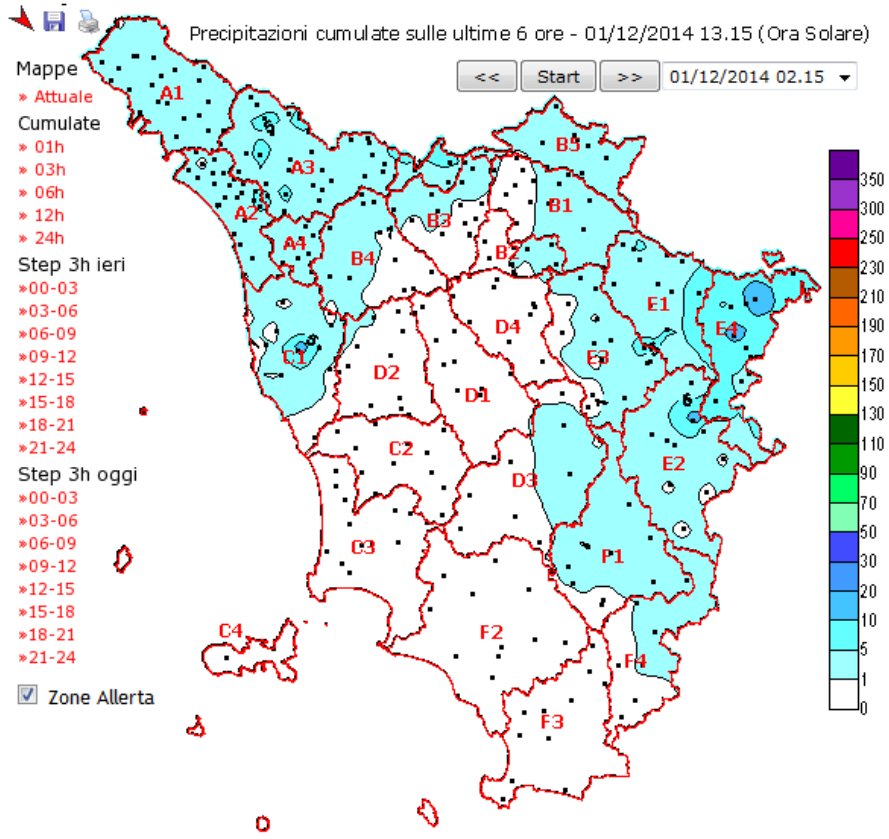 Precipitazioni cumulate sulle ultime 6 ore - 01/12/2014 13.15 (Ora Solare)
<< Start >> 01/12/2014 02.15
Mappe
» Attuale
Cumulate
» 01h
» 03h
» 06h
» 12h
» 24h
Step 3h ieri
»00-03
»03-06
»06-09
»09-12
»12-15
»15-18
»18-21
»21-24
Step 3h oggi
»00-03
»03-06
»06-09
»09-12
»12-15
»15-18
»18-21
»21-24
Zone Allerta
A1
A3
A2
A4
B5
B1
B3
B2
B4
E1
E4
C1
D4
E3
D2
D1
C2
D3
E2
C3
F1
C4
F2
F4
F3
350
300
250
230
210
190
170
150
130
110
90
70
50
30
20
10
5
1
0